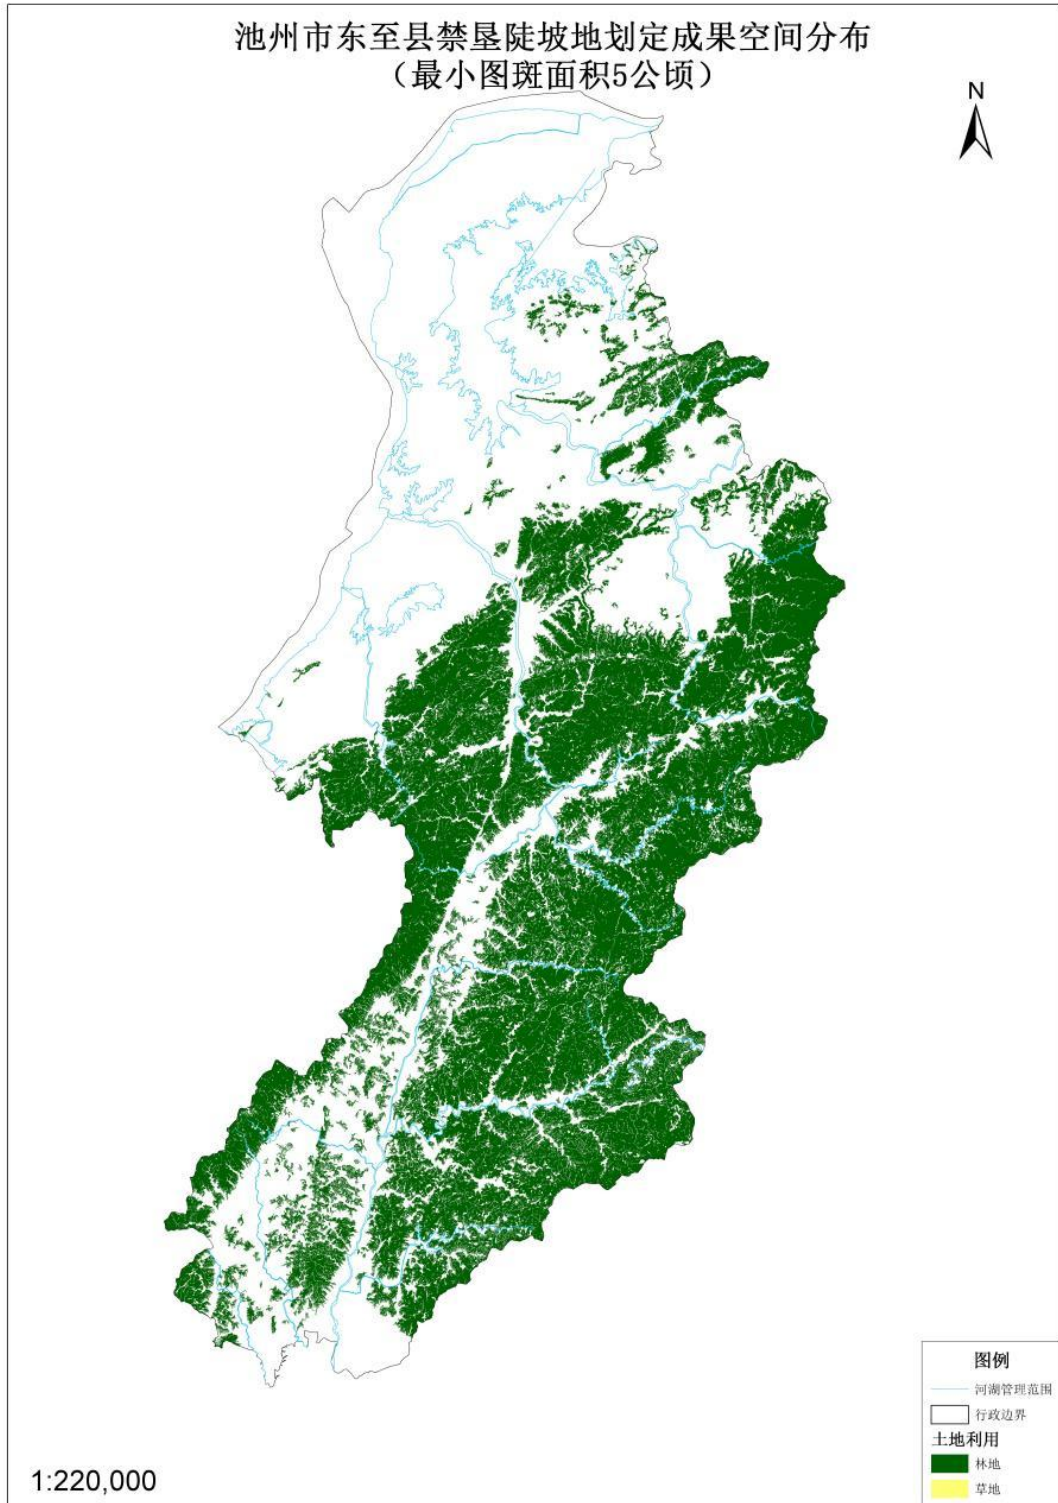 池州市东至县禁垦陡坡地划定成果空间分布
（最小图斑面积5公顷）
N
图例
河湖管理范围
行政边界
土地利用
林地
草地
1:220,000